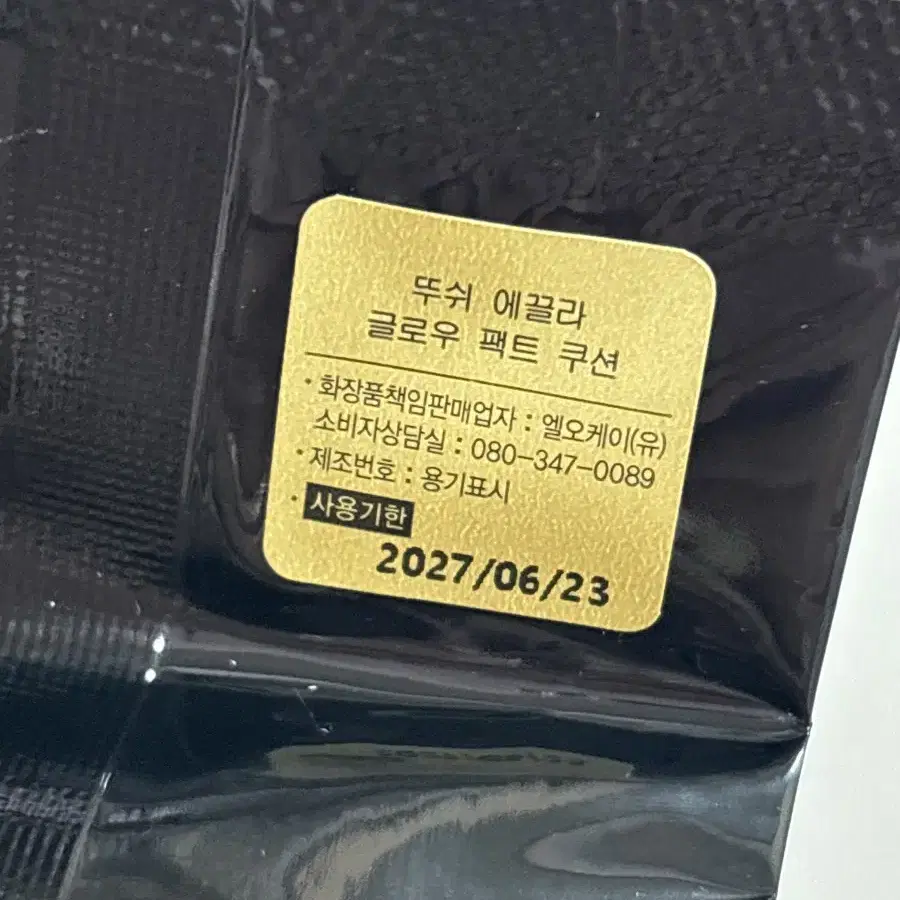 뚜쉬 에끌라
글로우 팩트 쿠션
· 화장품책임판매업자 : 엘오케이(유)
소비자상담실 : 080-347-0089
· 제조번호 : 용기표시
· 사용기한
2027/06/23